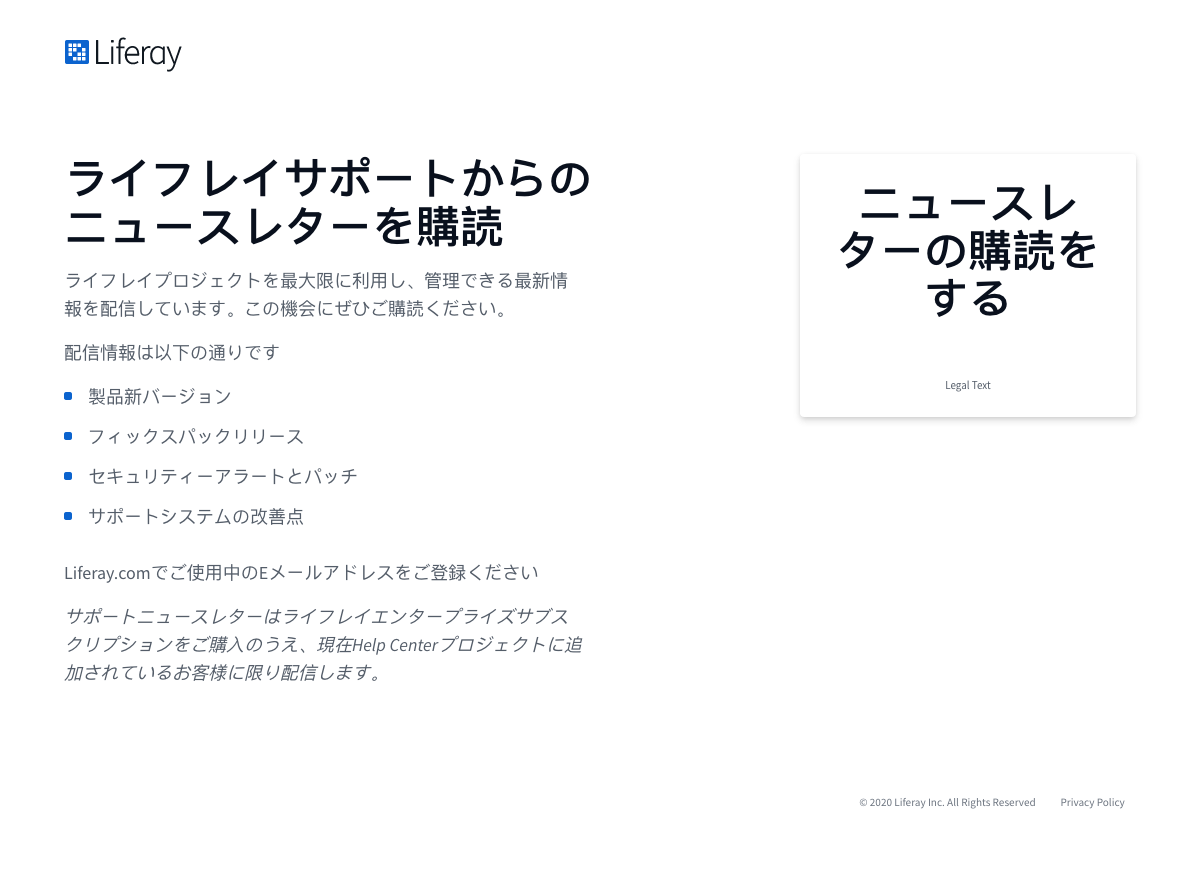 Liferay
ライフレイサポートからの
ニュースレターを購読
ライフレイプロジェクトを最大限に利用し、管理できる最新情
報を配信しています。この機会にぜひご購読ください。
配信情報は以下の通りです
製品新バージョン
フィックスパックリリース
セキュリティーアラートとパッチ
サポートシステムの改善点
Liferay.comでご使用中のEメールアドレスをご登録ください
サポートニュースレターはライフレイエンタープライズサブス
クリプションをご購入のうえ、現在Help Centerプロジェクトに追
加されているお客様に限り配信します。
ニュースレ
ターの購読を
する
Legal Text
© 2020 Liferay Inc. All Rights Reserved
Privacy Policy